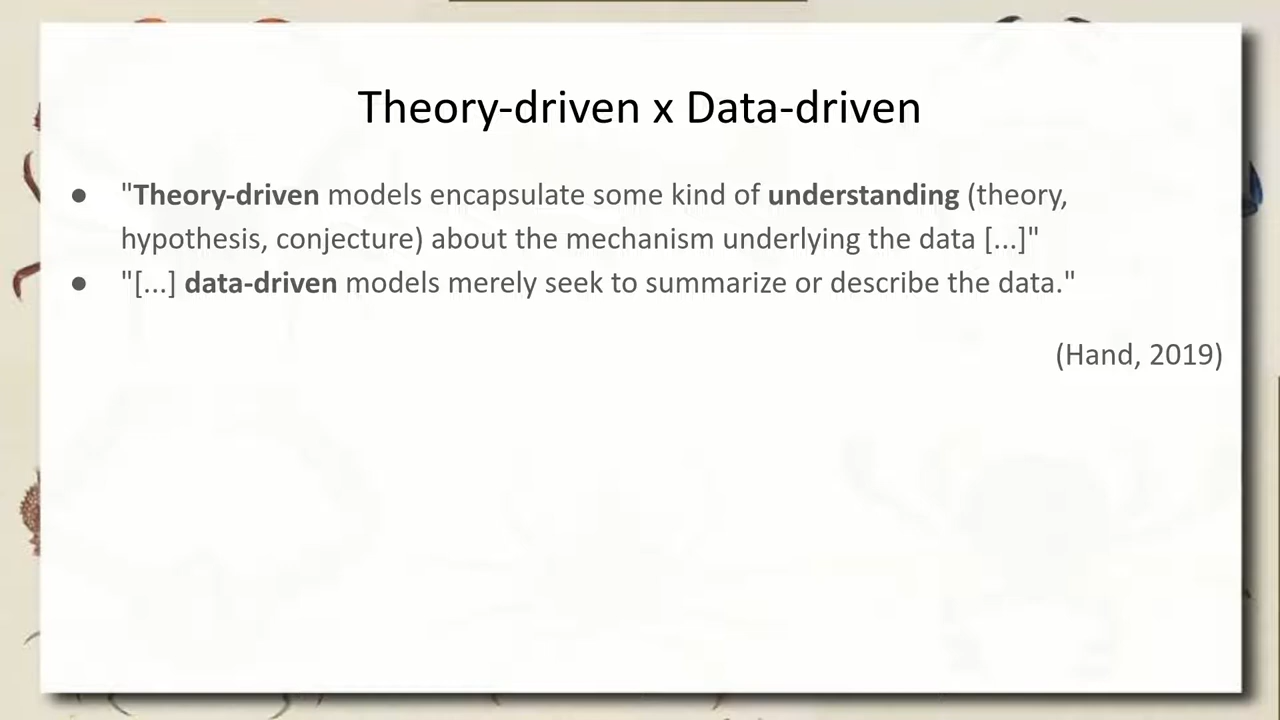 Theory-driven x Data-driven
● "Theory-driven models encapsulate some kind of understanding (theory,
hypothesis, conjecture) about the mechanism underlying the data [...]"
● "[...] data-driven models merely seek to summarize or describe the data."
(Hand, 2019)